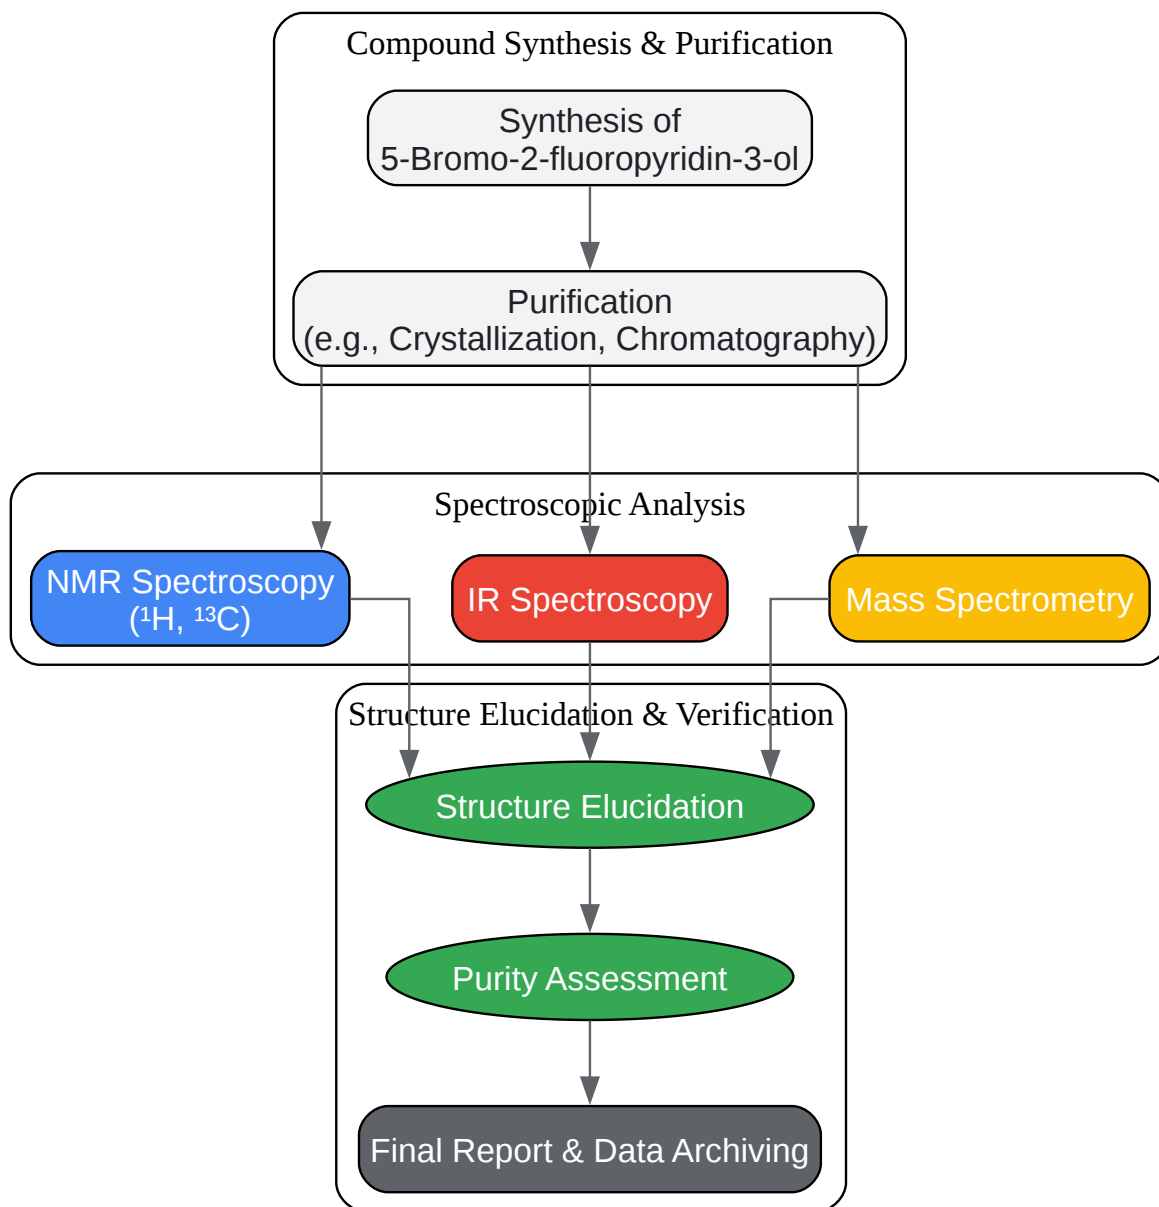 Compound Synthesis & Purification
Synthesis of
5-Bromo-2-fluoropyridin-3-ol
Purification
(e.g., Crystallization, Chromatography)
Spectroscopic Analysis
NMR Spectroscopy
(¹H, ¹³C)
IR Spectroscopy
Mass Spectrometry
Structure Elucidation & Verification
Structure Elucidation
Purity Assessment
Final Report & Data Archiving